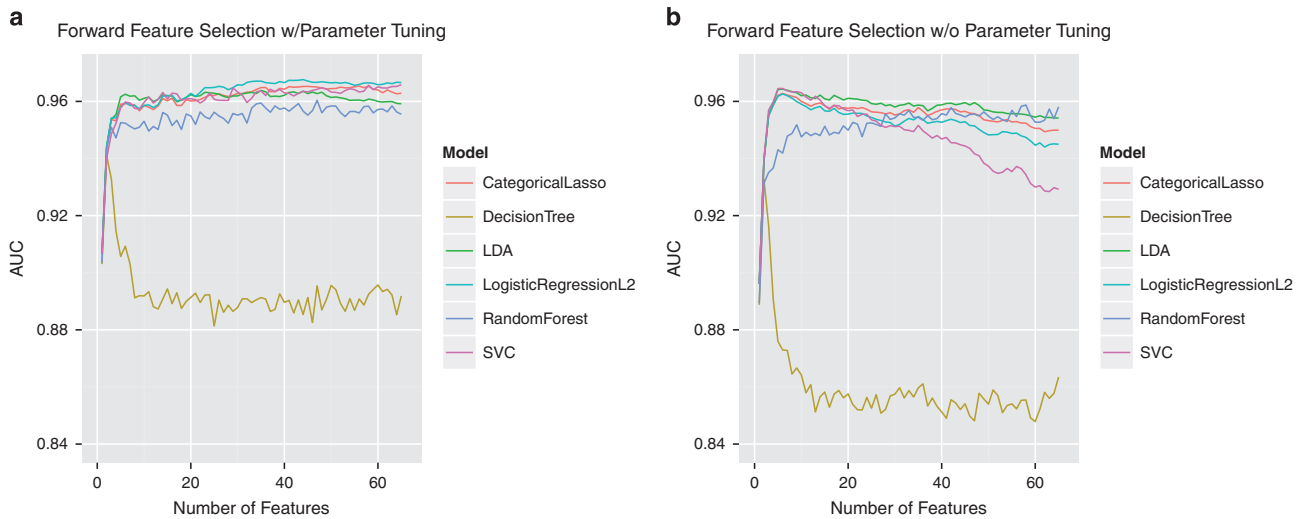 a
Forward Feature Selection w/Parameter Tuning
AUC
0.96
0.92
0.88
0.84
0
20
40
60
Number of Features
Model
CategoricalLasso
DecisionTree
LDA
LogisticRegressionL2
RandomForest
SVC
b
Forward Feature Selection w/o Parameter Tuning
AUC
0.96
0.92
0.88
0.84
0
20
40
60
Number of Features
Model
CategoricalLasso
DecisionTree
LDA
LogisticRegressionL2
RandomForest
SVC